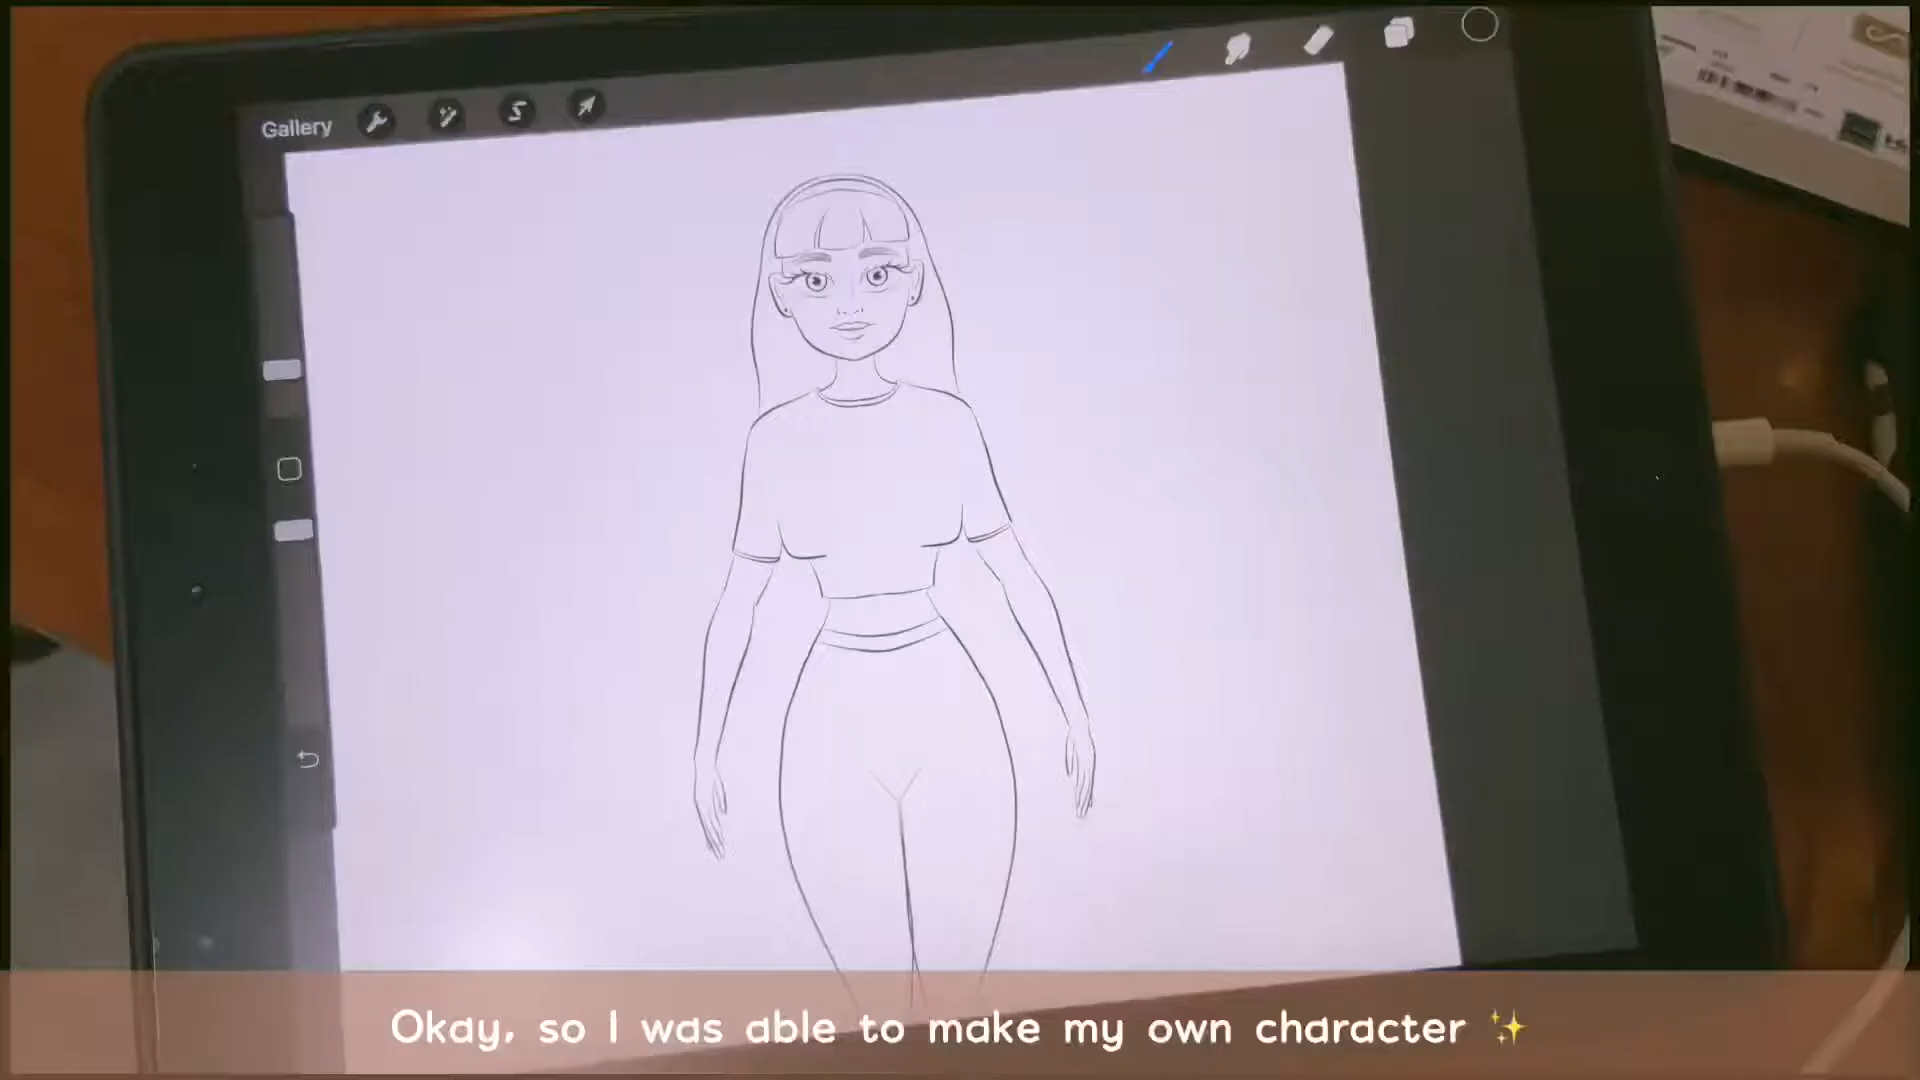 Gallery
Okay, so I was able to make my own character ✨